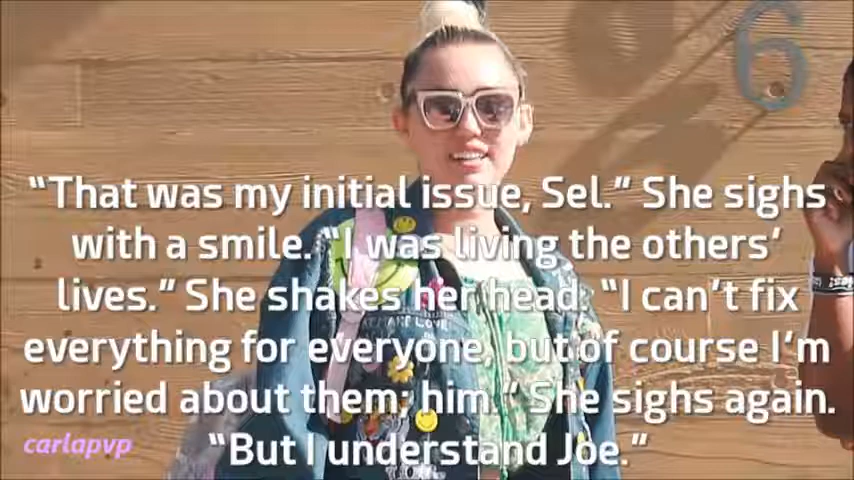 6
“That was my initial issue, Sel.” She sighs
with a smile. “I was living the others’
lives.” She shakes her head. “I can’t fix
everything for everyone, but of course I’m
worried about them; him.“ She sighs again.
“But I understand Joe.”
carlapvp